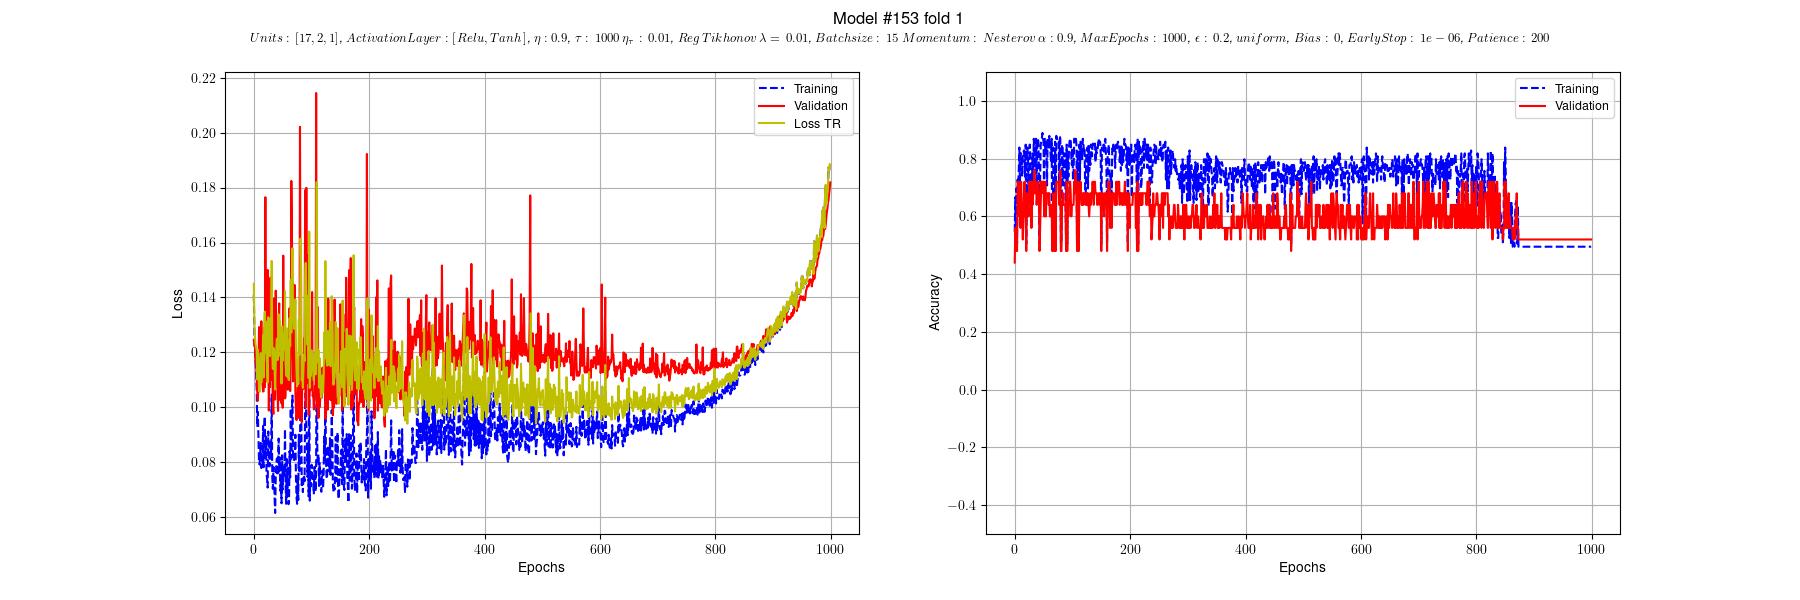 Model #153 fold 1
Units : [17, 2, 1], ActivationLayer : [Relu, Tanh], η : 0.9, τ : 1000 ητ : 0.01, Reg Tikhonov λ = 0.01, Batchsize : 15 Momentum : Nesterov α : 0.9, MaxEpochs : 1000, ϵ : 0.2, uniform, Bias : 0, EarlyStop : 1e − 06, Patience : 200
Loss
0.22
0.20
0.18
0.16
0.14
0.12
0.10
0.08
0.06
Training
Validation
Loss TR
0 200 400 600 800 1000
Epochs
Accuracy
1.0
0.8
0.6
0.4
0.2
0.0
−0.2
−0.4
Training
Validation
0 200 400 600 800 1000
Epochs